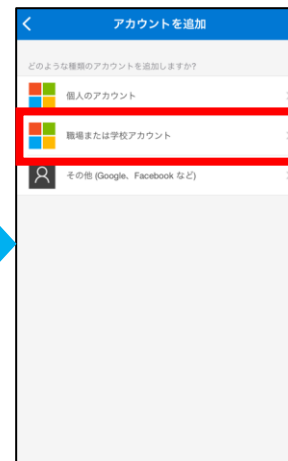 アカウントを追加
どのような種類のアカウントを追加しますか?
個人のアカウント
職場または学校アカウント
その他 (Google、Facebook など)